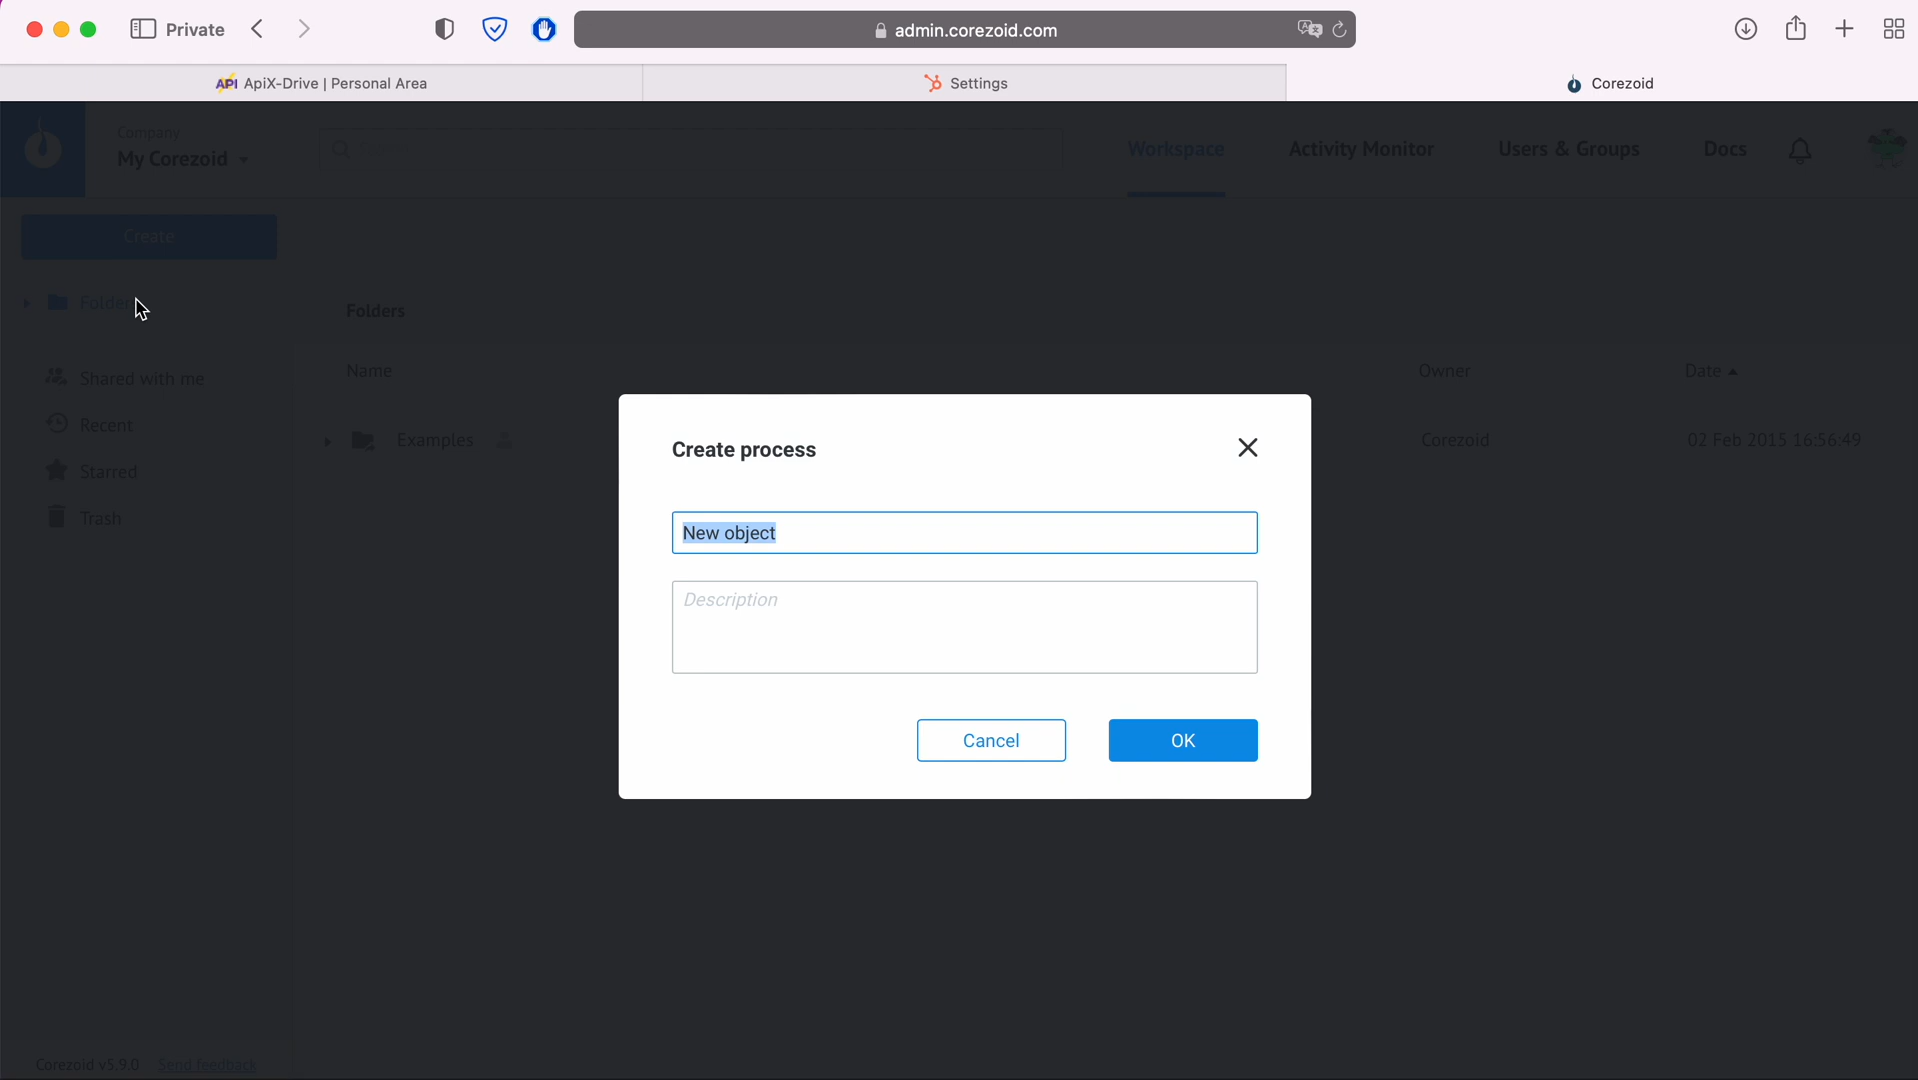 Private
admin.corezoid.com
API ApiX-Drive | Personal Area
Settings
Corezoid
Company
My Corezoid
Workspace
Activity Monitor
Users & Groups
Docs
Create
Folders
Folders
Shared with me
Recent
Starred
Trash
Name
Owner
Date
Examples
Corezoid
02 Feb 2015 16:56:49
Create process
New object
Description
Cancel
OK
Corezoid v5.9.0
Send feedback